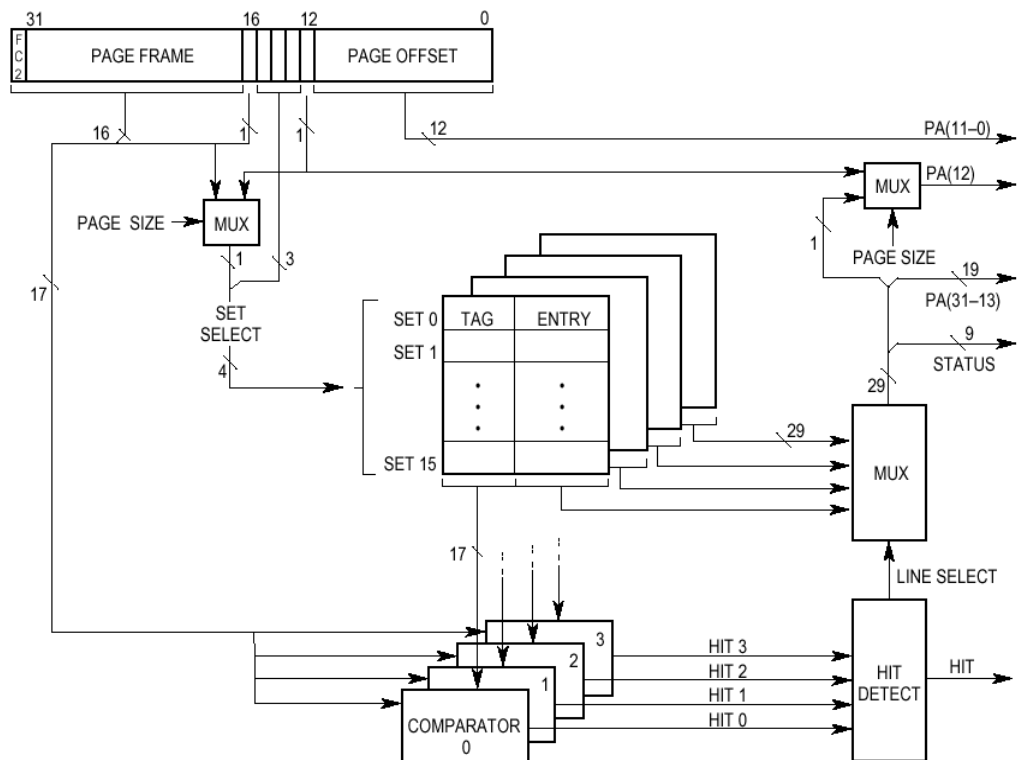 31 16 12 0
F C 2
PAGE FRAME
PAGE OFFSET
16 1 1 12
PA(11–0)
MUX
PA(12)
PAGE SIZE
MUX
1
PAGE SIZE
1 3
19
17
PA(31–13)
SET SELECT
SET 0 TAG ENTRY
SET 1
9
STATUS
4
29
29
SET 15
MUX
17
LINE SELECT
3
HIT 3
2
HIT 2
HIT DETECT
HIT
1
HIT 1
COMPARATOR 0
HIT 0